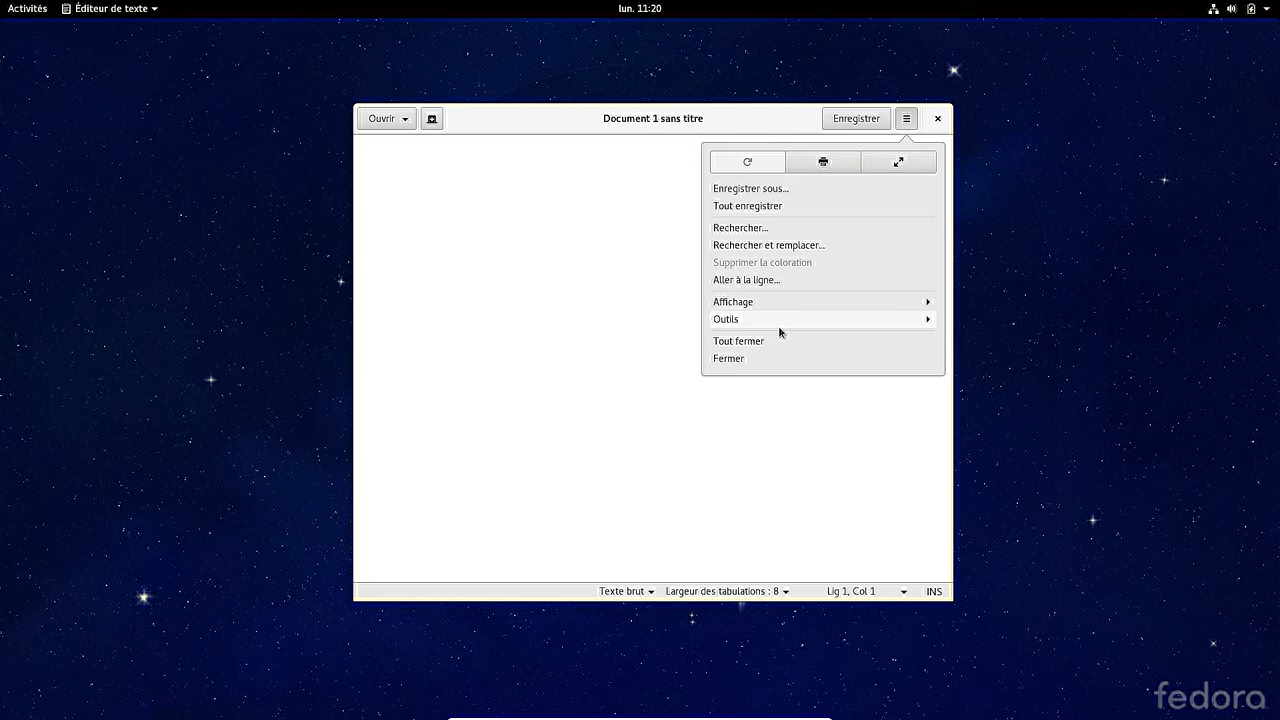 Activités Éditeur de texte lun. 11:20
Ouvrir Document 1 sans titre Enregistrer
Enregistrer sous...
Tout enregistrer
Rechercher...
Rechercher et remplacer...
Supprimer la coloration
Aller à la ligne...
Affichage
Outils
Tout fermer
Fermer
Texte brut Largeur des tabulations : 8 Lig 1, Col 1 INS
fedora